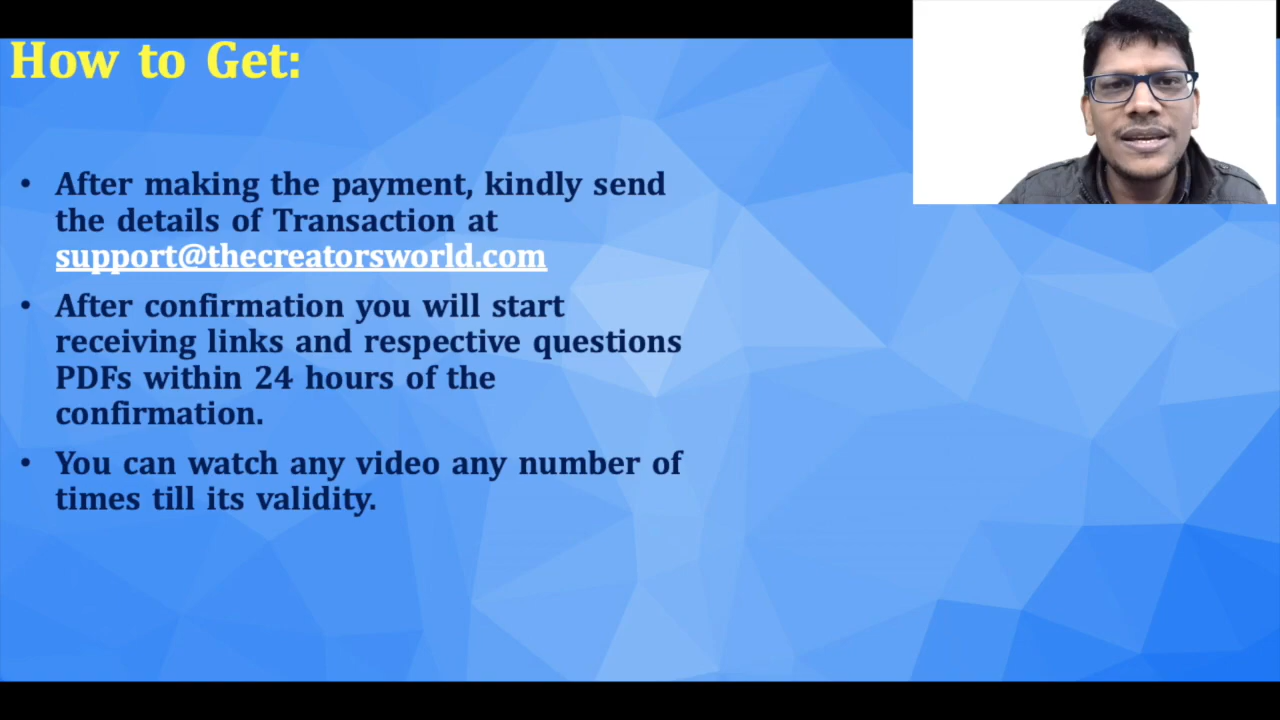 How to Get:
• After making the payment, kindly send
the details of Transaction at
support@thecreatorsworld.com
• After confirmation you will start
receiving links and respective questions
PDFs within 24 hours of the
confirmation.
• You can watch any video any number of
times till its validity.